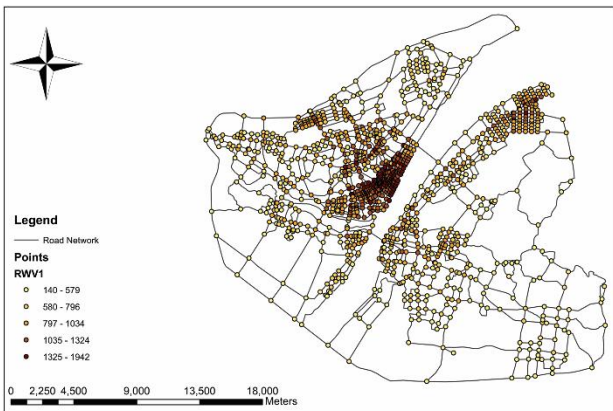 Legend
Road Network
Points
RWV1
140 - 579
580 - 796
797 - 1034
1035 - 1324
1325 - 1942
0 2,250 4,500 9,000 13,500 18,000
Meters